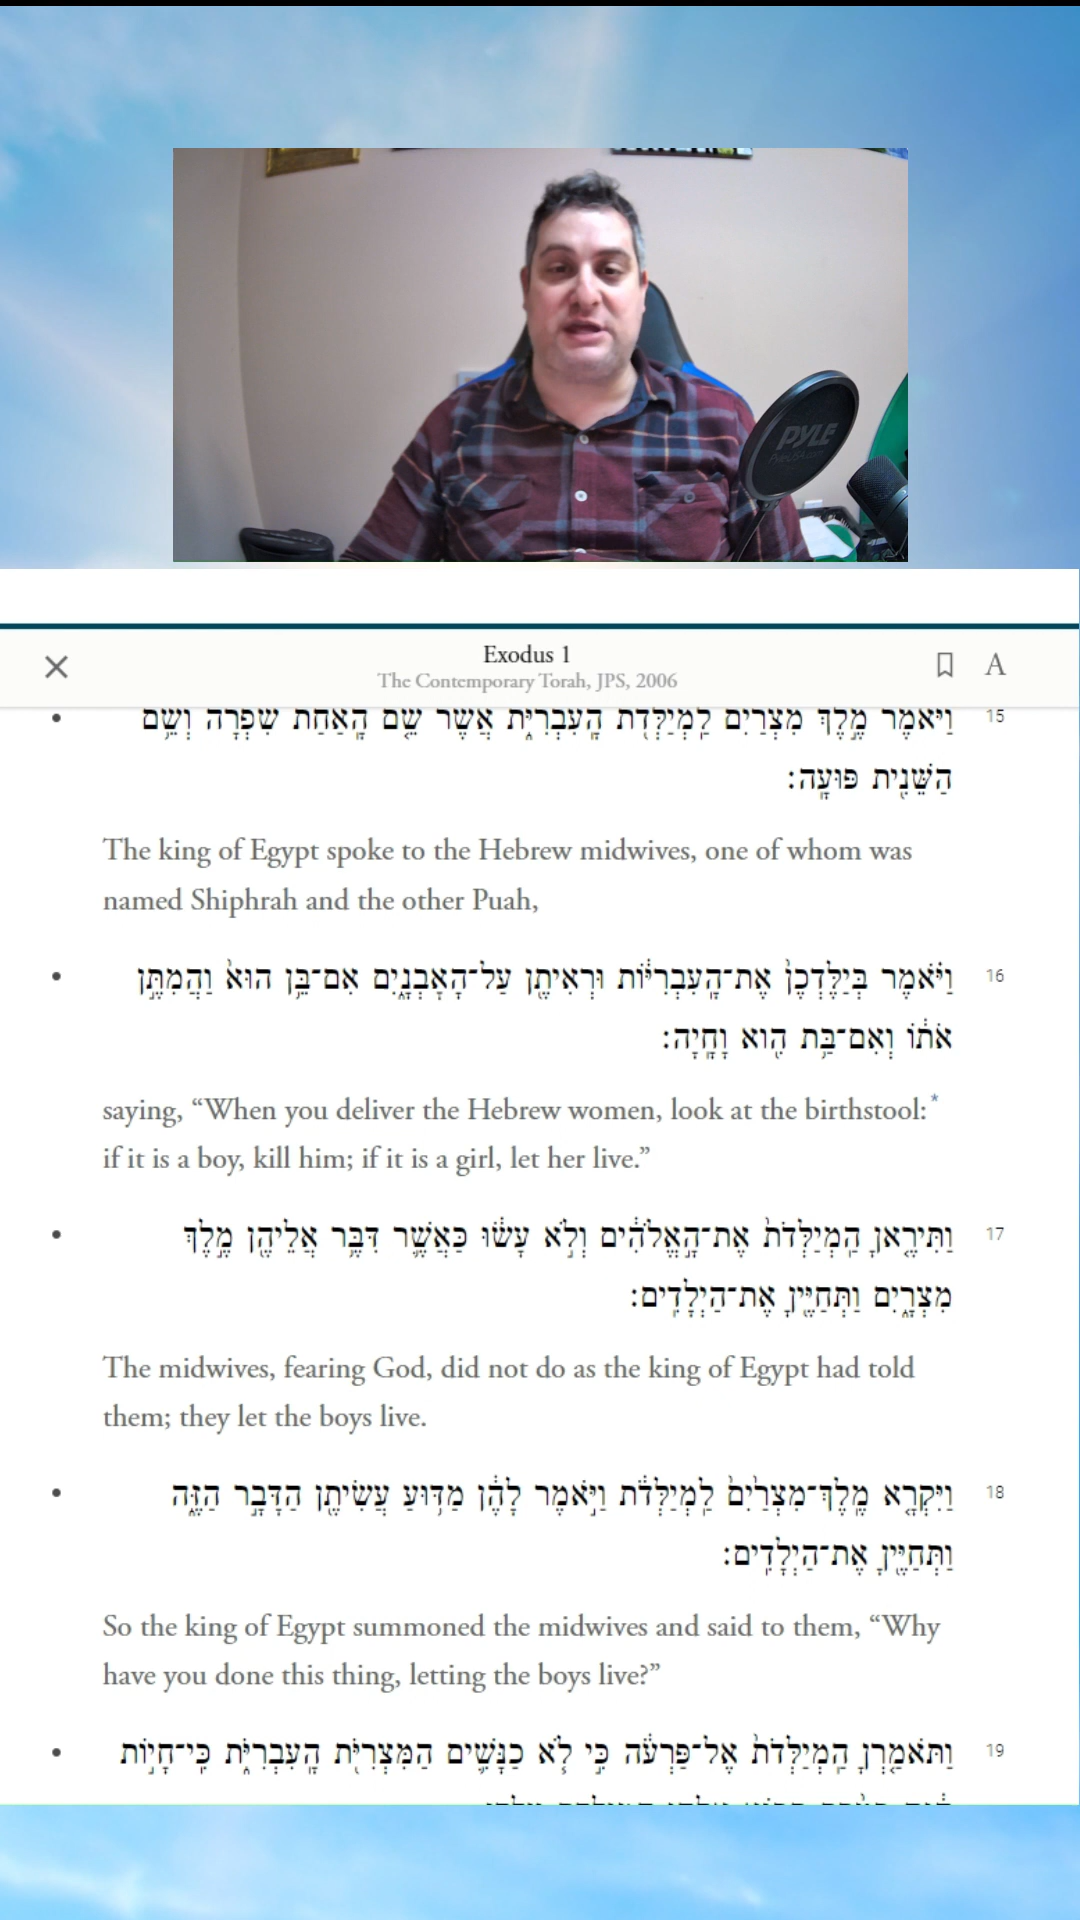 PYLE
PyleUSA.com
Exodus 1
The Contemporary Torah, JPS, 2006
A
15
וַיֹּ֙אמֶר֙ מֶ֣לֶךְ מִצְרַ֔יִם לַֽמְיַלְּדֹ֖ת הָֽעִבְרִיֹּ֑ת אֲשֶׁ֨ר שֵׁ֤ם הָֽאַחַת֙ שִׁפְרָ֔ה וְשֵׁ֥ם
הַשֵּׁנִ֖ית פּוּעָֽה׃
The king of Egypt spoke to the Hebrew midwives, one of whom was
named Shiphrah and the other Puah,
16
וַיֹּ֗אמֶר בְּיַלֶּדְכֶן֙ אֶת־הָֽעִבְרִיּ֔וֹת וּרְאִיתֶ֖ן עַל־הָאׇבְנָ֑יִם אִם־בֵּ֥ן הוּא֙ וַהֲמִתֶּ֣ן
אֹת֔וֹ וְאִם־בַּ֥ת הִ֖וא וָחָֽיָה׃
saying, “When you deliver the Hebrew women, look at the birthstool:*
if it is a boy, kill him; if it is a girl, let her live.”
17
וַתִּירֶ֤אןָ הַֽמְיַלְּדֹת֙ אֶת־הָ֣אֱלֹהִ֔ים וְלֹ֣א עָשׂ֔וּ כַּאֲשֶׁ֛ר דִּבֶּ֥ר אֲלֵיהֶ֖ן מֶ֣לֶךְ
מִצְרָ֑יִם וַתְּחַיֶּ֖יןָ אֶת־הַיְלָדִֽים׃
The midwives, fearing God, did not do as the king of Egypt had told
them; they let the boys live.
18
וַיִּקְרָ֤א מֶֽלֶךְ־מִצְרַ֙יִם֙ לַֽמְיַלְּדֹ֔ת וַיֹּ֣אמֶר לָהֶ֔ן מַדּ֥וּעַ עֲשִׂיתֶ֖ן הַדָּבָ֣ר הַזֶּ֑ה
וַתְּחַיֶּ֖יןָ אֶת־הַיְלָדִֽים׃
So the king of Egypt summoned the midwives and said to them, “Why
have you done this thing, letting the boys live?”
19
וַתֹּאמַ֤רְןָ הַֽמְיַלְּדֹת֙ אֶל־פַּרְעֹ֔ה כִּ֣י לֹ֧א כַנָּשִׁ֛ים הַמִּצְרִיֹּ֖ת הָֽעִבְרִיֹּ֑ת כִּֽי־חָי֣וֹת